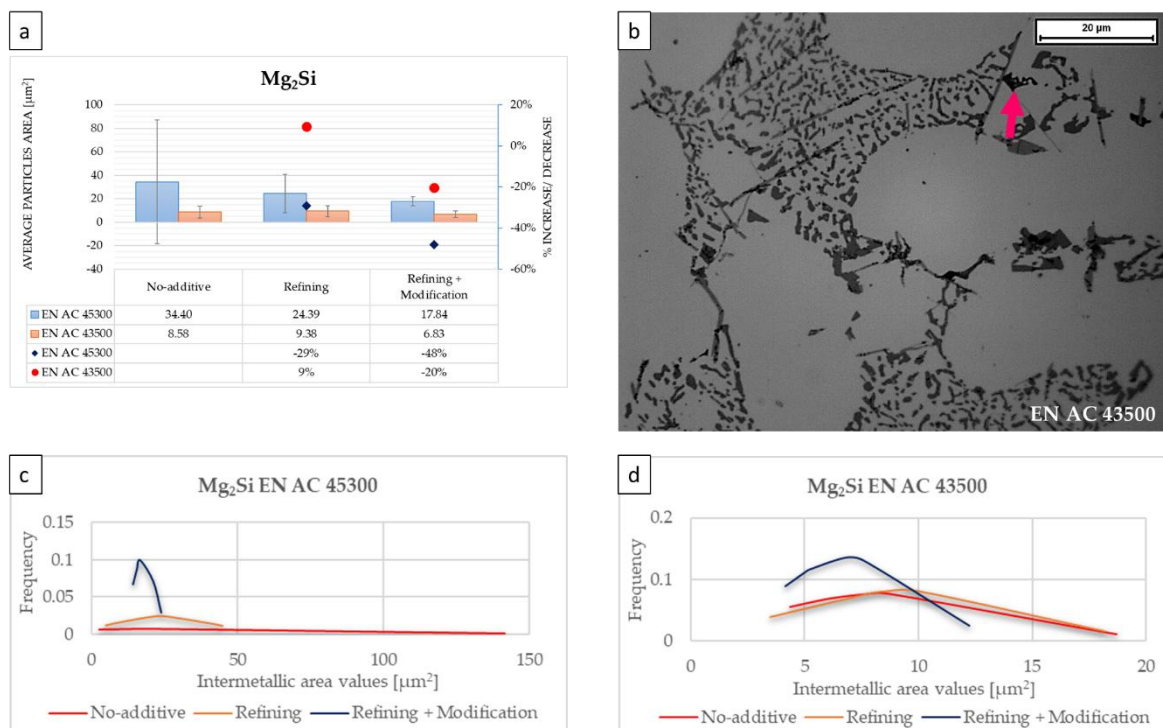 a
Mg₂Si
AVERAGE PARTICLES AREA [µm²]
100
80
60
40
20
0
-20
-40
20%
0%
-20%
-40%
-60%
% INCREASE/ DECREASE
No-additive Refining Refining + Modification
EN AC 45300 34.40 24.39 17.84
EN AC 43500 8.58 9.38 6.83
EN AC 45300 -29% -48%
EN AC 43500 9% -20%
b
20 µm
EN AC 43500
c
Mg₂Si EN AC 45300
Frequency
0.15
0.1
0.05
0
0 50 100 150
Intermetallic area values [µm²]
No-additive Refining Refining + Modification
d
Mg₂Si EN AC 43500
Frequency
0.2
0.1
0
0 5 10 15 20
Intermetallic area values [µm²]
No-additive Refining Refining + Modification